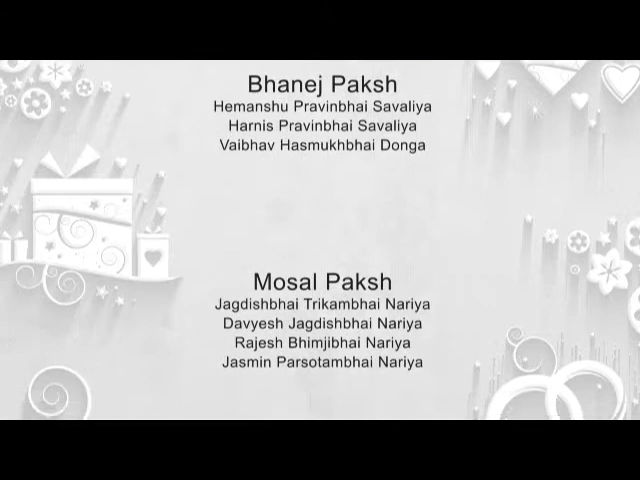 Bhanej Paksh
Hemanshu Pravinbhai Savaliya
Harnis Pravinbhai Savaliya
Vaibhav Hasmukhbhai Donga
Mosal Paksh
Jagdishbhai Trikambhai Nariya
Davyesh Jagdishbhai Nariya
Rajesh Bhimjibhai Nariya
Jasmin Parsotambhai Nariya